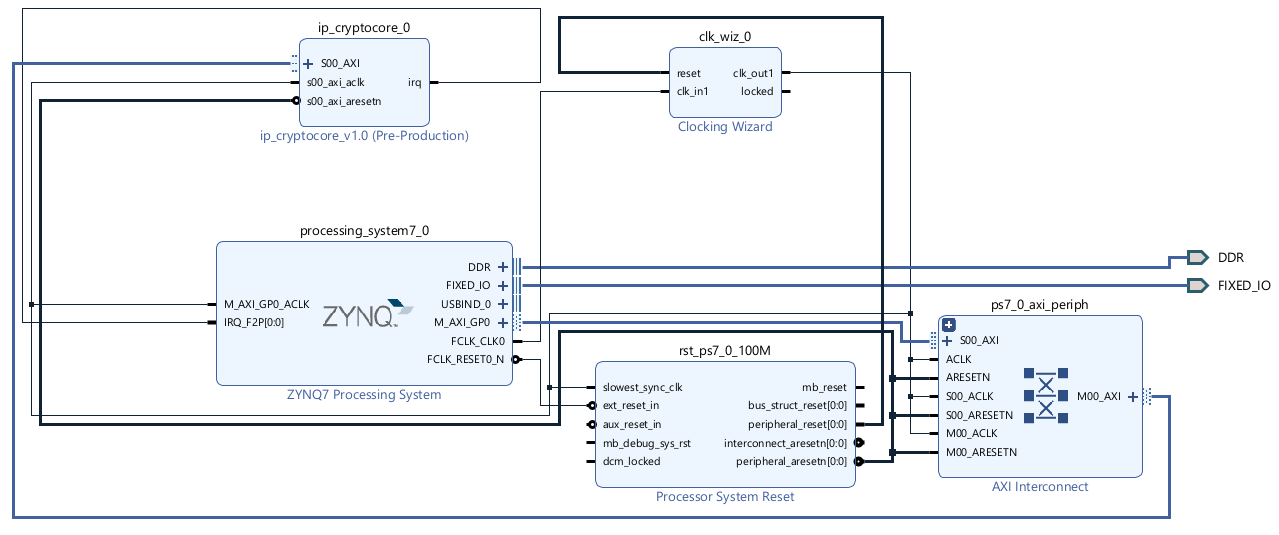 ip_cryptocore_0
S00_AXI
s00_axi_aclk
irq
s00_axi_aresetn
ip_cryptocore_v1.0 (Pre-Production)
clk_wiz_0
reset
clk_out1
clk_in1
locked
Clocking Wizard
processing_system7_0
DDR
FIXED_IO
USBIND_0
M_AXI_GP0_ACLK
M_AXI_GP0
IRQ_F2P[0:0]
FCLK_CLK0
FCLK_RESET0_N
ZYNQ
ZYNQ7 Processing System
DDR
FIXED_IO
rst_ps7_0_100M
slowest_sync_clk
mb_reset
ext_reset_in
bus_struct_reset[0:0]
aux_reset_in
peripheral_reset[0:0]
mb_debug_sys_rst
interconnect_aresetn[0:0]
dcm_locked
peripheral_aresetn[0:0]
Processor System Reset
ps7_0_axi_periph
S00_AXI
ACLK
ARESETN
S00_ACLK
M00_AXI
S00_ARESETN
M00_ACLK
M00_ARESETN
AXI Interconnect